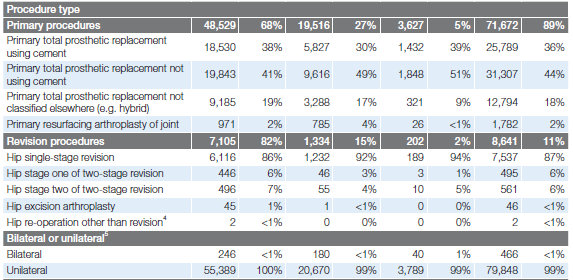 Procedure type
Primary procedures 48,529 68% 19,516 27% 3,627 5% 71,672 89%
Primary total prosthetic replacement
using cement 18,530 38% 5,827 30% 1,432 39% 25,789 36%
Primary total prosthetic replacement not
using cement 19,843 41% 9,616 49% 1,848 51% 31,307 44%
Primary total prosthetic replacement not
classified elsewhere (e.g. hybrid) 9,185 19% 3,288 17% 321 9% 12,794 18%
Primary resurfacing arthroplasty of joint 971 2% 785 4% 26 <1% 1,782 2%
Revision procedures 7,105 82% 1,334 15% 202 2% 8,641 11%
Hip single-stage revision 6,116 86% 1,232 92% 189 94% 7,537 87%
Hip stage one of two-stage revision 446 6% 46 3% 3 1% 495 6%
Hip stage two of two-stage revision 496 7% 55 4% 10 5% 561 6%
Hip excision arthroplasty 45 1% 1 <1% 0 0% 46 <1%
Hip re-operation other than revision4 2 <1% 0 0% 0 0% 2 <1%
Bilateral or unilateral5
Bilateral 246 <1% 180 <1% 40 1% 466 <1%
Unilateral 55,389 100% 20,670 99% 3,789 99% 79,848 99%